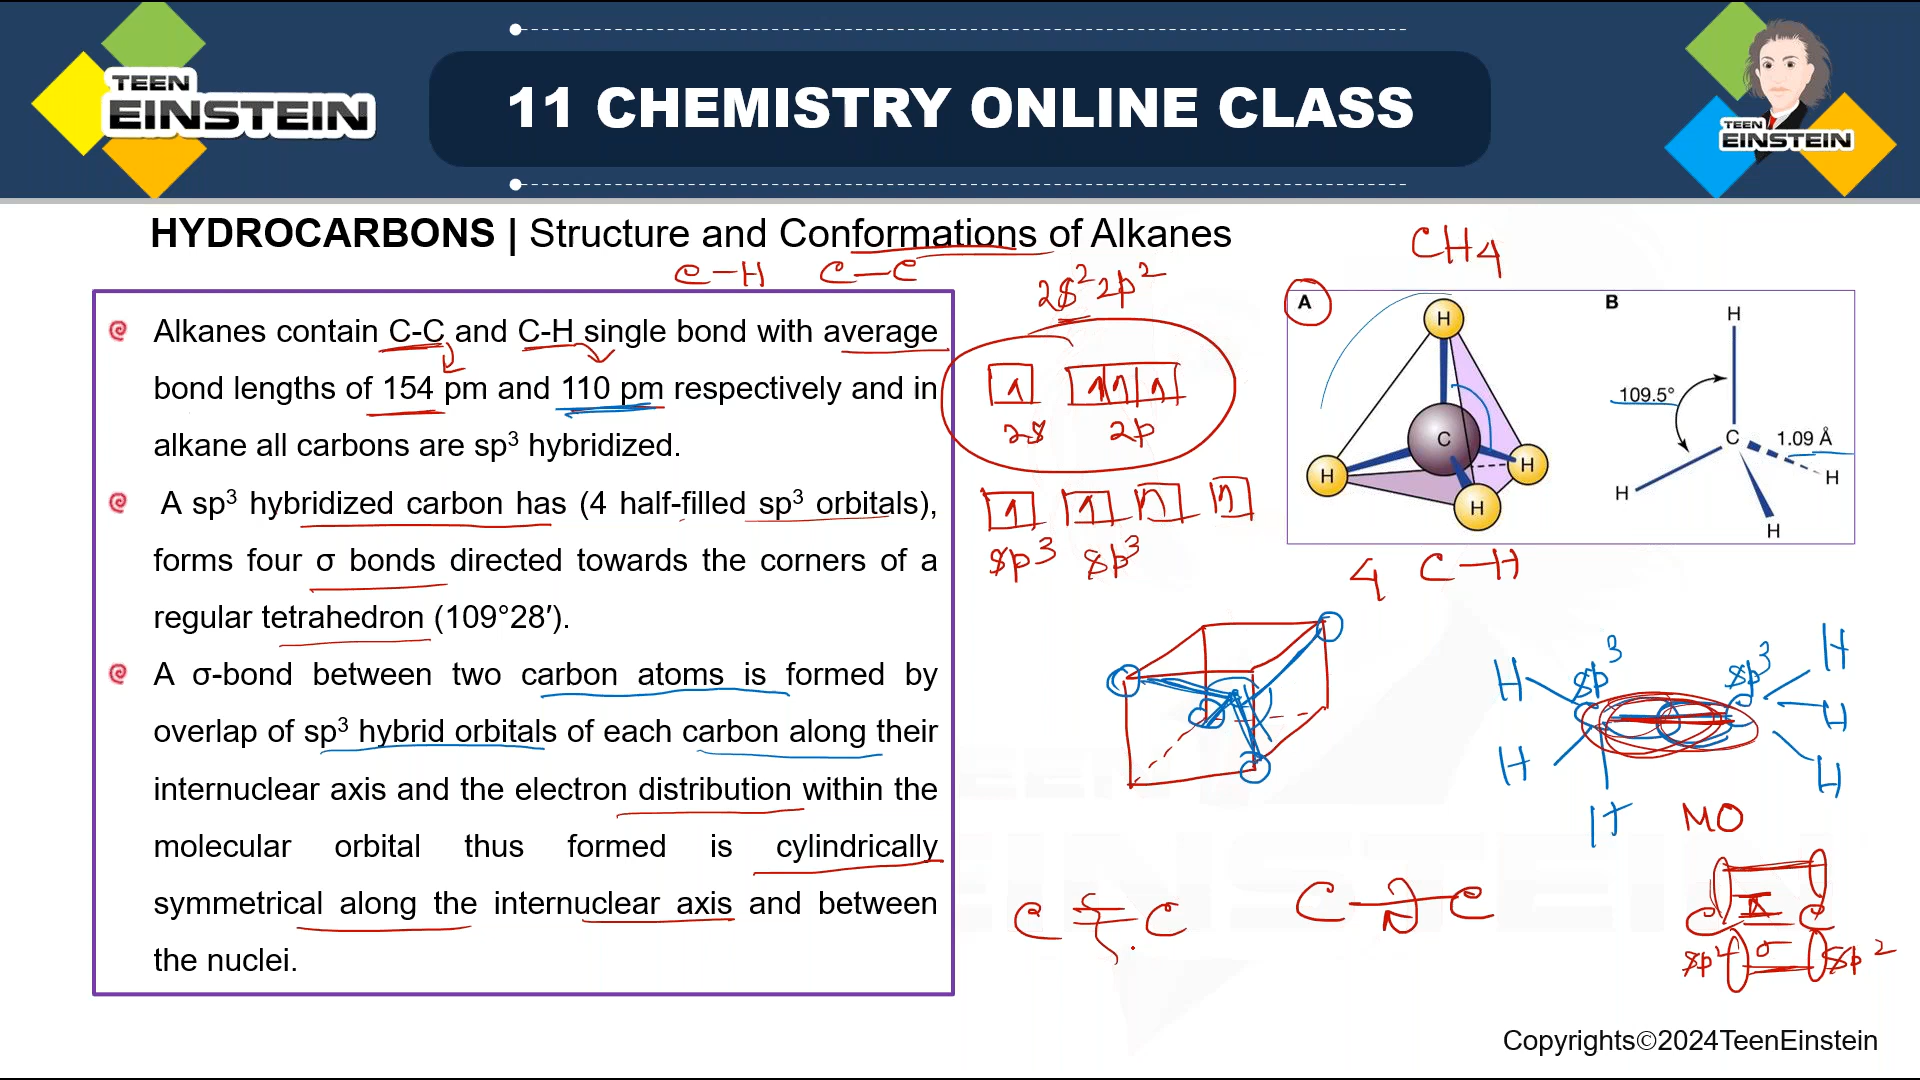 TEEN
EINSTEIN
11 CHEMISTRY ONLINE CLASS
TEEN
EINSTEIN
HYDROCARBONS | Structure and Conformations of Alkanes
C-H C-C
Alkanes contain C-C and C-H single bond with average
bond lengths of 154 pm and 110 pm respectively and in
alkane all carbons are sp³ hybridized.
A sp³ hybridized carbon has (4 half-filled sp³ orbitals),
forms four σ bonds directed towards the corners of a
regular tetrahedron (109°28′).
A σ-bond between two carbon atoms is formed by
overlap of sp³ hybrid orbitals of each carbon along their
internuclear axis and the electron distribution within the
molecular orbital thus formed is cylindrically
symmetrical along the internuclear axis and between
the nuclei.
2s² 2p²
2s 2p
sp³ sp³
CH4
A
H
C
H
H
H
B
H
109.5°
C
1.09 Å
H
H
H
4 C-H
H sp³ sp³ H
H
H H
H
MO
C C
C C
C π C
sp² σ sp²
Copyrights©2024TeenEinstein